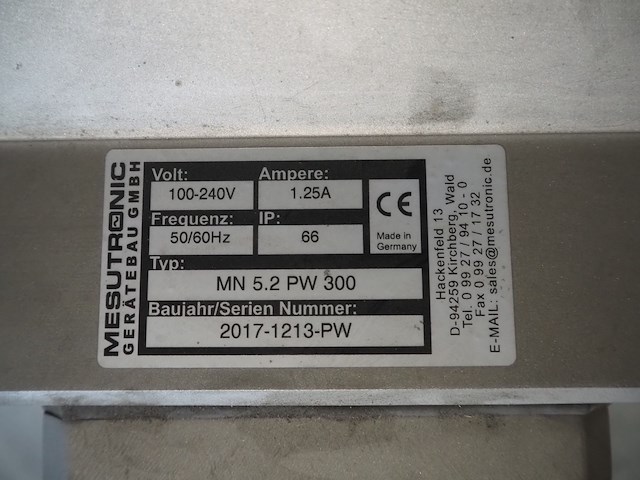 MESUTRONIC
GERÄTEBAU GMBH
Volt:
100-240V
Ampere:
1.25A
Frequenz:
50/60Hz
IP:
66
CE
Made in
Germany
Typ:
MN 5.2 PW 300
Baujahr/Serien Nummer:
2017-1213-PW
Hackenfeld 13
D-94259 Kirchberg, Wald
Tel. 0 99 27 / 94 10 - 0
Fax 0 99 27 / 17 32
E-MAIL: sales@mesutronic.de